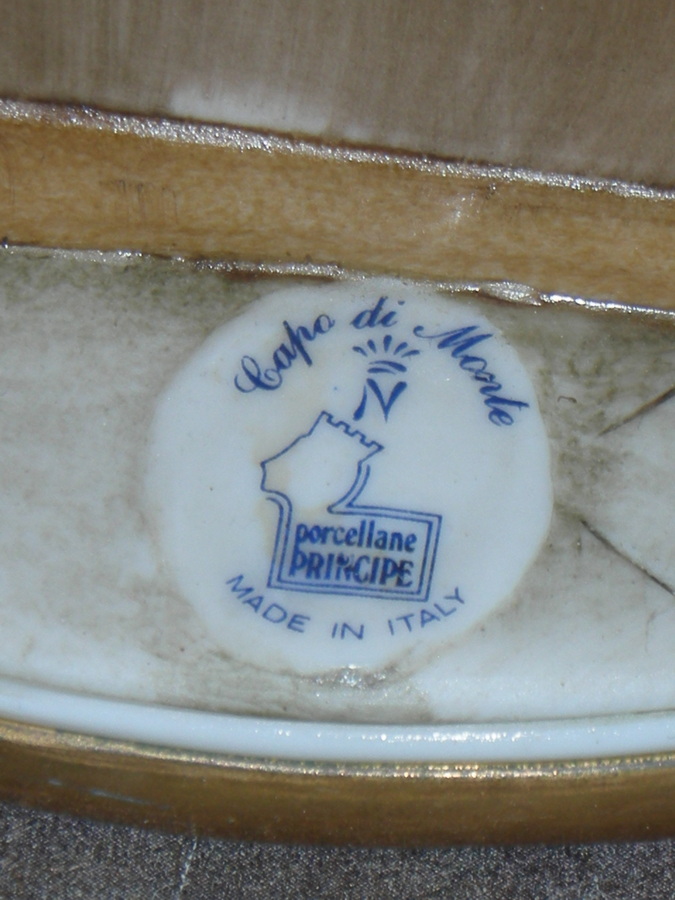 Capo di Monte
N
porcellane
PRINCIPE
MADE IN ITALY